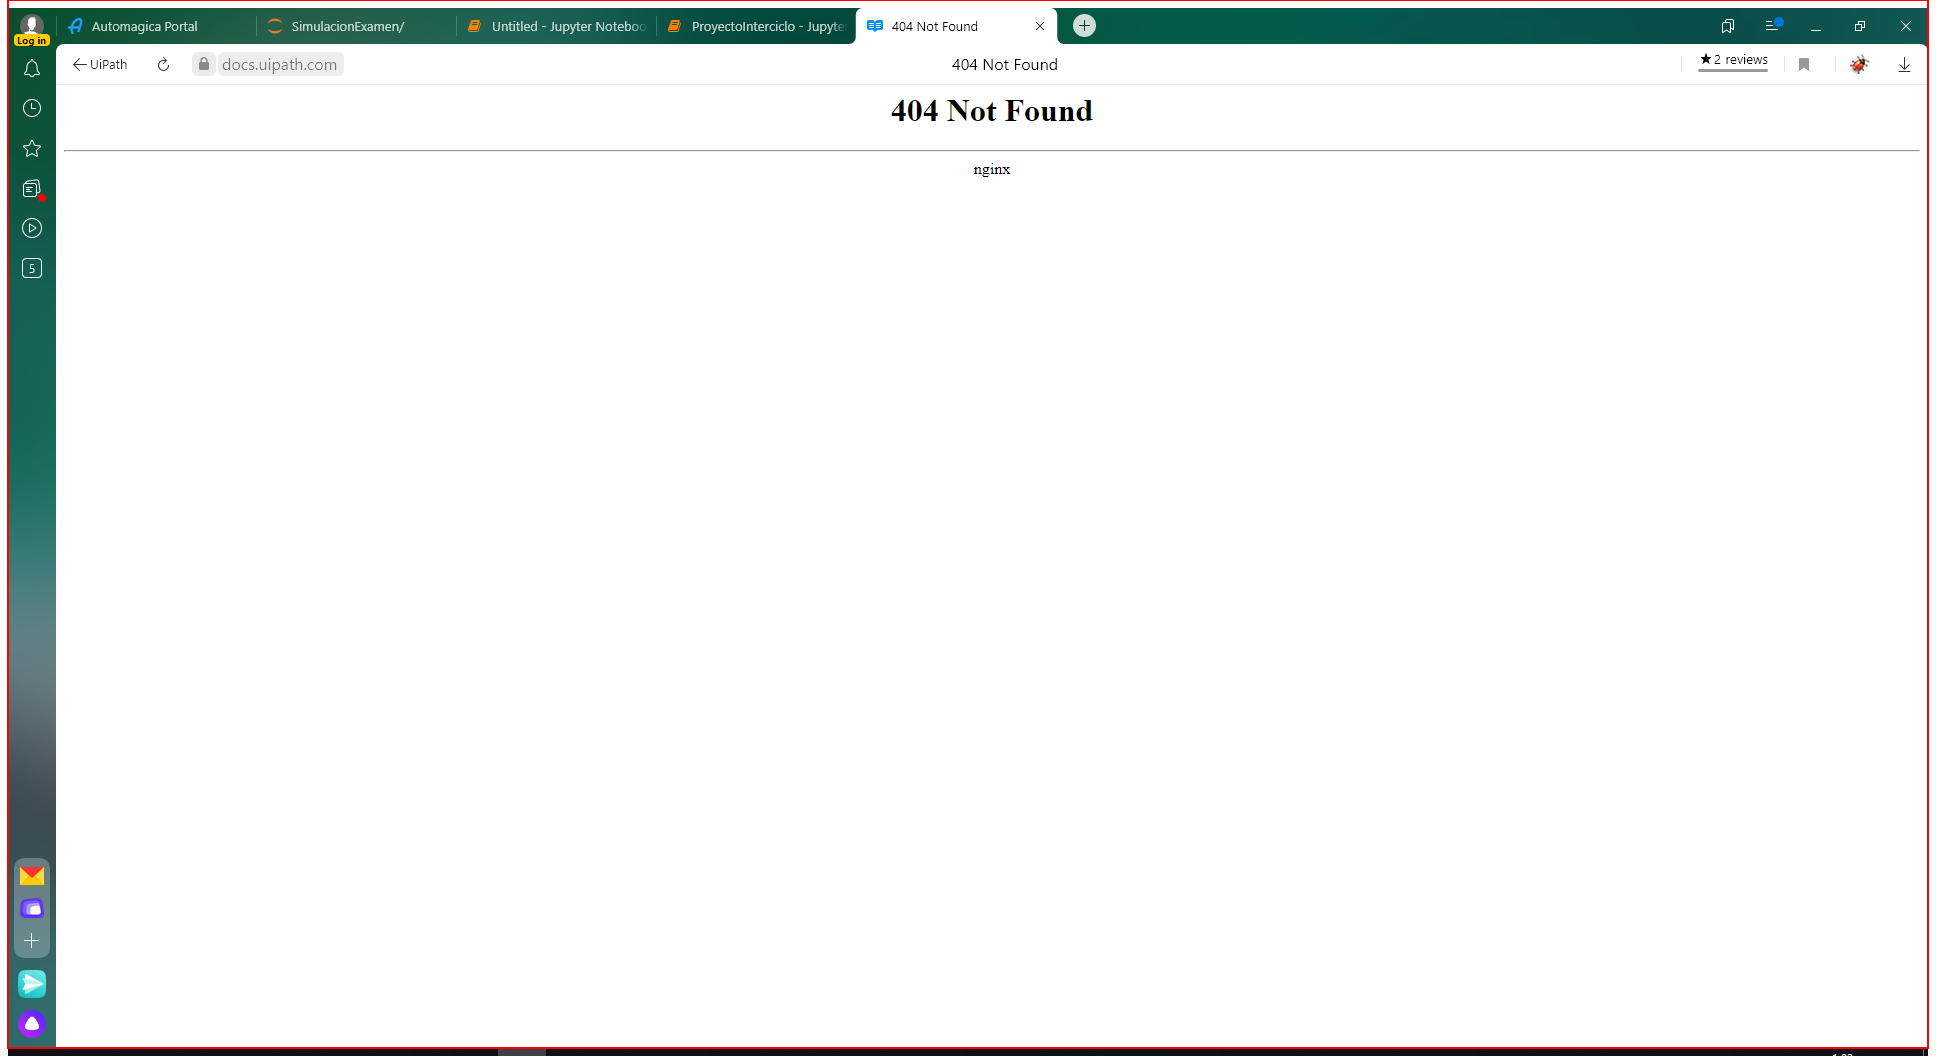 Log in
Automagica Portal
SimulacionExamen/
Untitled - Jupyter Noteboo
ProyectoInterciclo - Jupyte
404 Not Found
UiPath
docs.uipath.com
404 Not Found
★ 2 reviews
5
404 Not Found
nginx